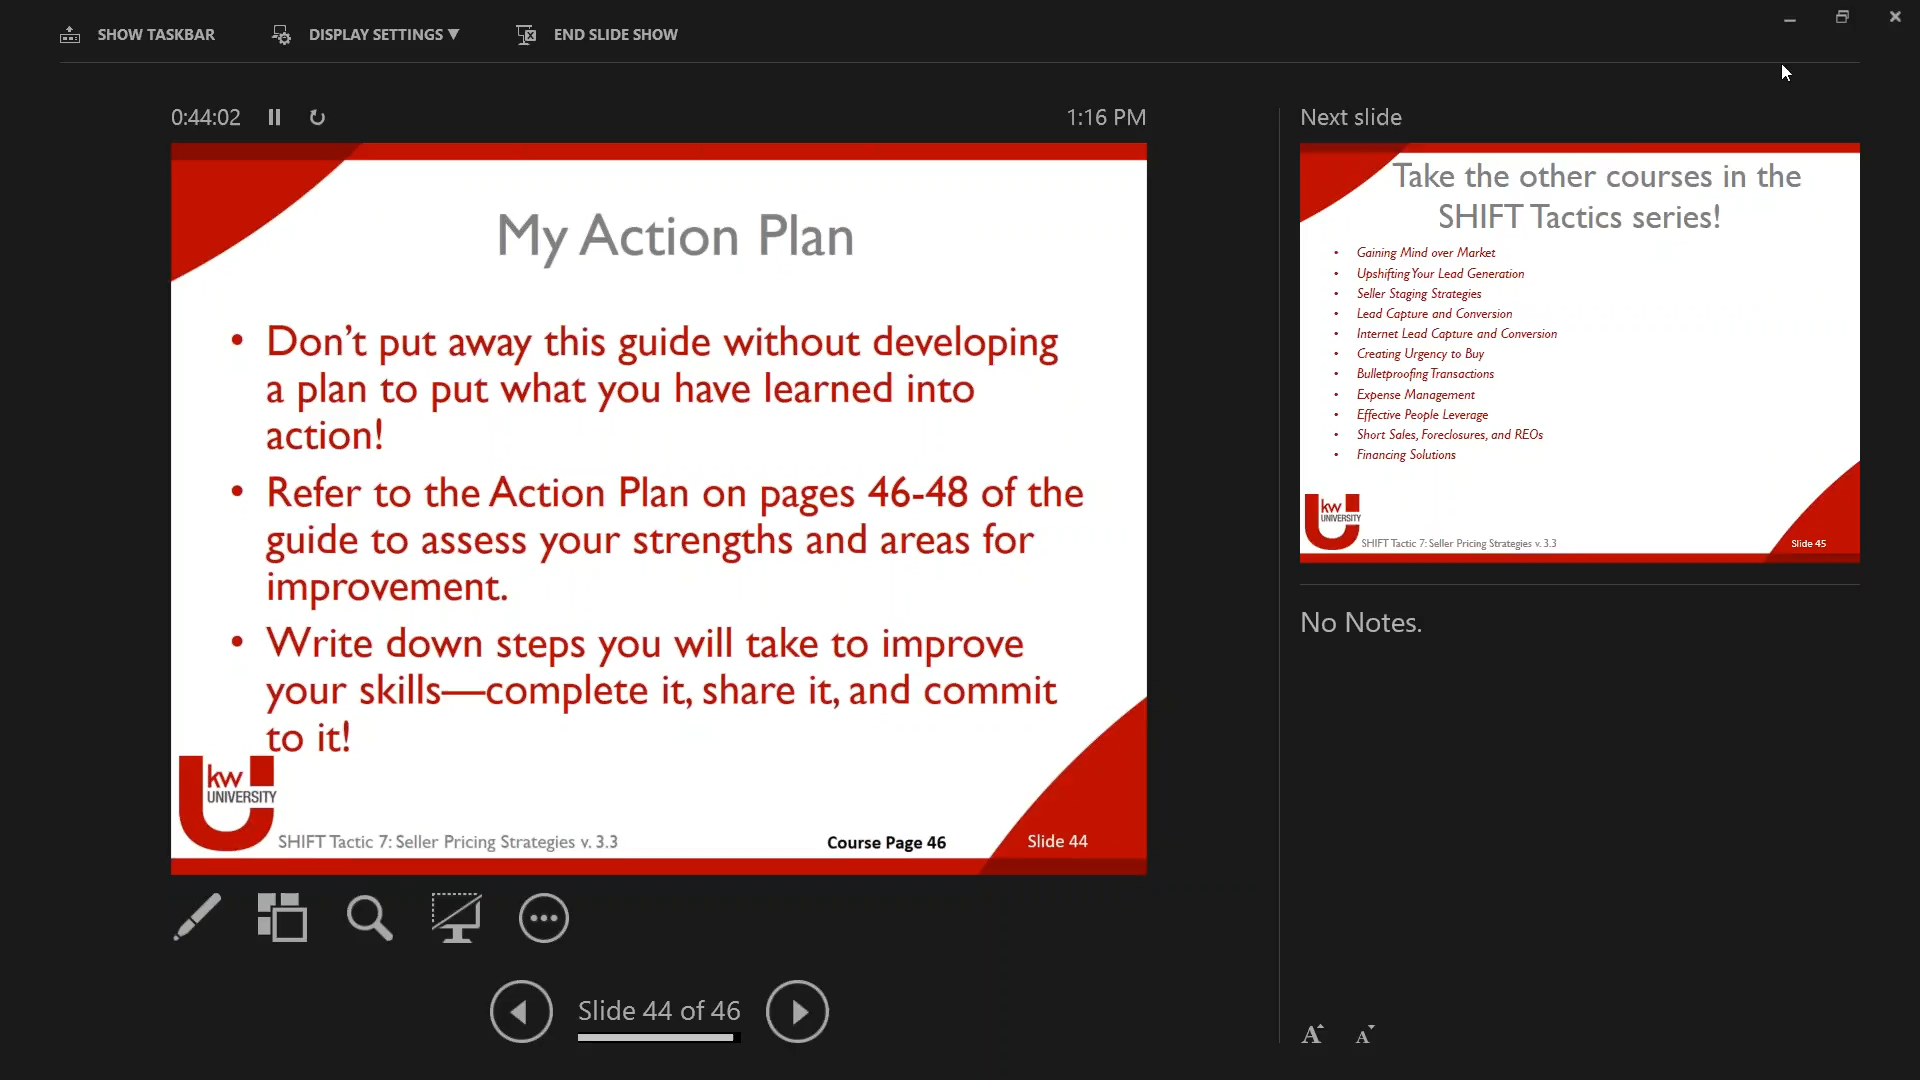 SHOW TASKBAR
DISPLAY SETTINGS ▼
END SLIDE SHOW
0:44:02
1:16 PM
My Action Plan
• Don’t put away this guide without developing
a plan to put what you have learned into
action!
• Refer to the Action Plan on pages 46-48 of the
guide to assess your strengths and areas for
improvement.
• Write down steps you will take to improve
your skills—complete it, share it, and commit
to it!
kw
UNIVERSITY
SHIFT Tactic 7: Seller Pricing Strategies v. 3.3
Course Page 46
Slide 44
Slide 44 of 46
Next slide
Take the other courses in the
SHIFT Tactics series!
• Gaining Mind over Market
• Upshifting Your Lead Generation
• Seller Staging Strategies
• Lead Capture and Conversion
• Internet Lead Capture and Conversion
• Creating Urgency to Buy
• Bulletproofing Transactions
• Expense Management
• Effective People Leverage
• Short Sales, Foreclosures, and REOs
• Financing Solutions
kw
UNIVERSITY
SHIFT Tactic 7: Seller Pricing Strategies v. 3.3
Slide 45
No Notes.
A A